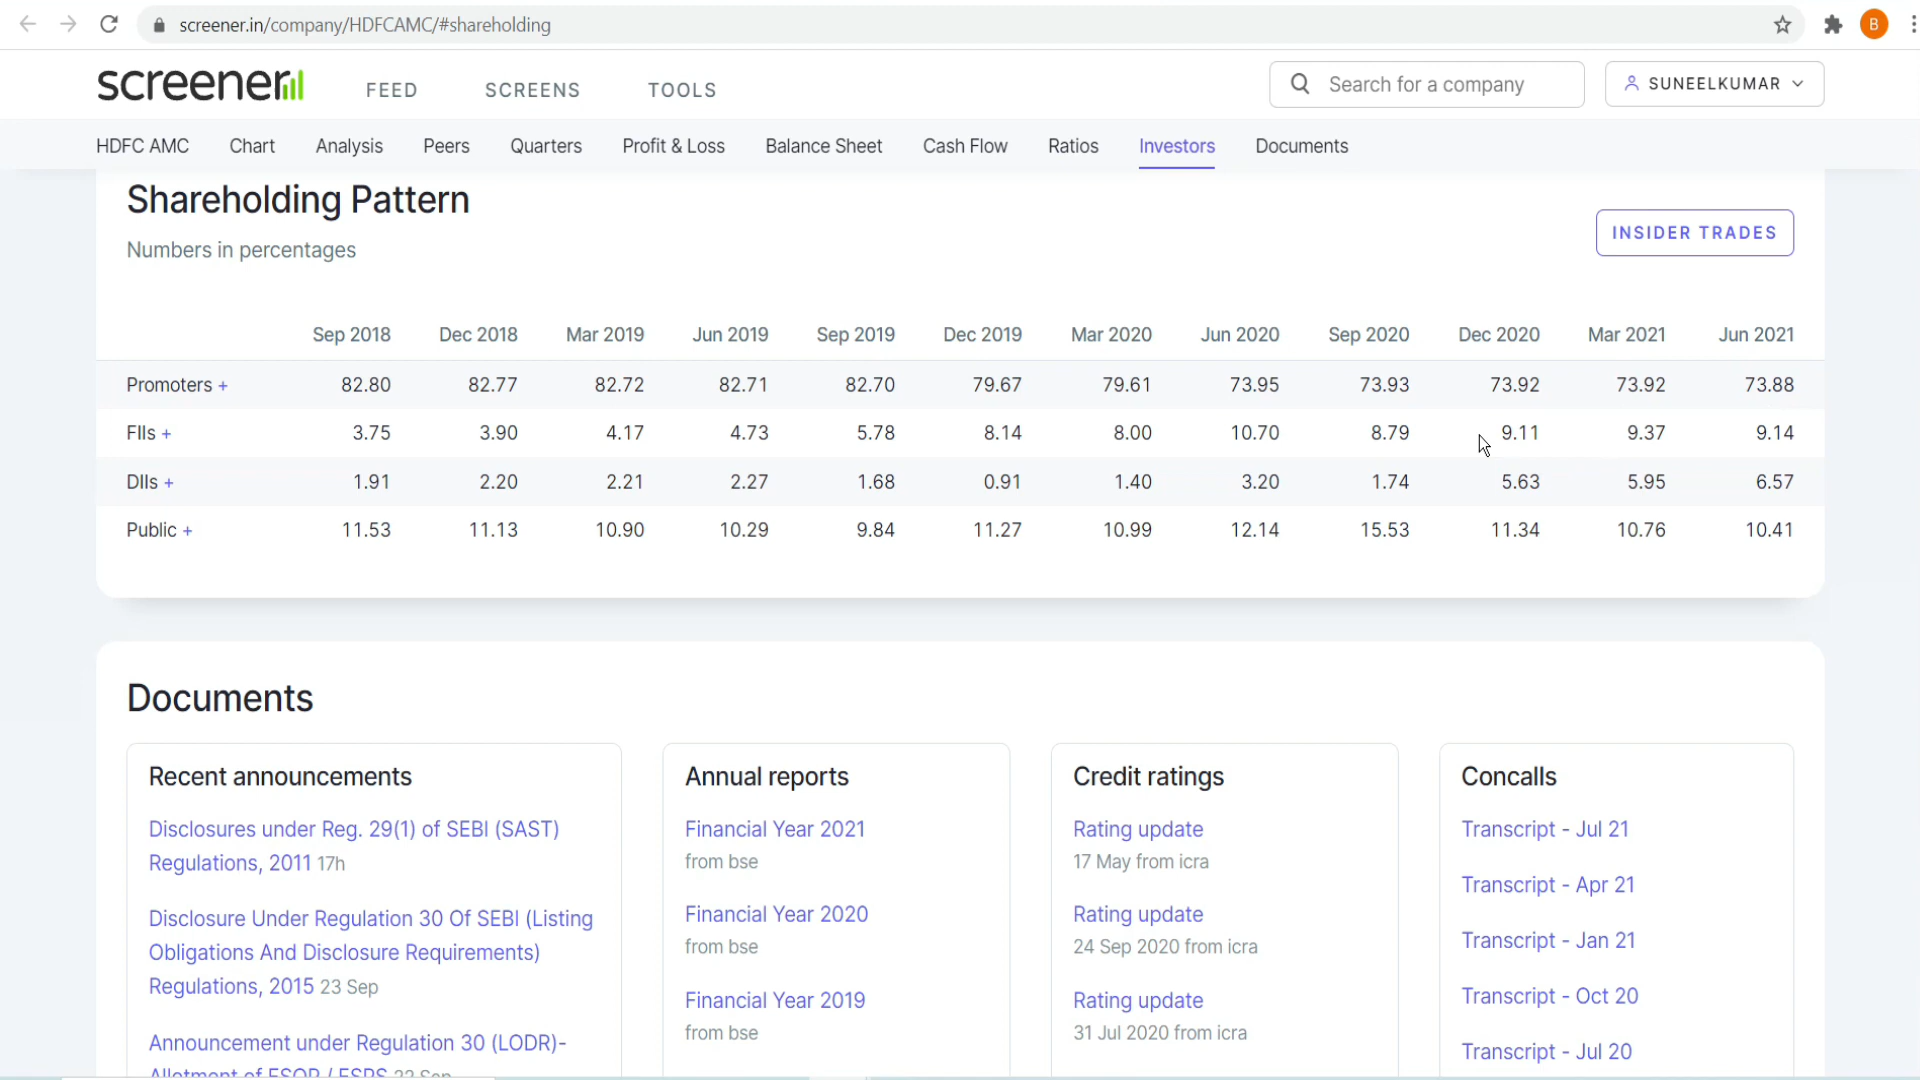 screener.in/company/HDFCAMC/#shareholding
B
screener
FEED SCREENS TOOLS
Search for a company
SUNEELKUMAR
HDFC AMC Chart Analysis Peers Quarters Profit & Loss Balance Sheet Cash Flow Ratios Investors Documents
Shareholding Pattern
Numbers in percentages
INSIDER TRADES
Sep 2018 Dec 2018 Mar 2019 Jun 2019 Sep 2019 Dec 2019 Mar 2020 Jun 2020 Sep 2020 Dec 2020 Mar 2021 Jun 2021
Promoters + 82.80 82.77 82.72 82.71 82.70 79.67 79.61 73.95 73.93 73.92 73.92 73.88
FIIs + 3.75 3.90 4.17 4.73 5.78 8.14 8.00 10.70 8.79 9.11 9.37 9.14
DIIs + 1.91 2.20 2.21 2.27 1.68 0.91 1.40 3.20 1.74 5.63 5.95 6.57
Public + 11.53 11.13 10.90 10.29 9.84 11.27 10.99 12.14 15.53 11.34 10.76 10.41
Documents
Recent announcements
Disclosures under Reg. 29(1) of SEBI (SAST)
Regulations, 2011 17h
Disclosure Under Regulation 30 Of SEBI (Listing
Obligations And Disclosure Requirements)
Regulations, 2015 23 Sep
Announcement under Regulation 30 (LODR)-
Allotment of ESOP / ESPS 22 Sep
Annual reports
Financial Year 2021
from bse
Financial Year 2020
from bse
Financial Year 2019
from bse
Credit ratings
Rating update
17 May from icra
Rating update
24 Sep 2020 from icra
Rating update
31 Jul 2020 from icra
Concalls
Transcript - Jul 21
Transcript - Apr 21
Transcript - Jan 21
Transcript - Oct 20
Transcript - Jul 20